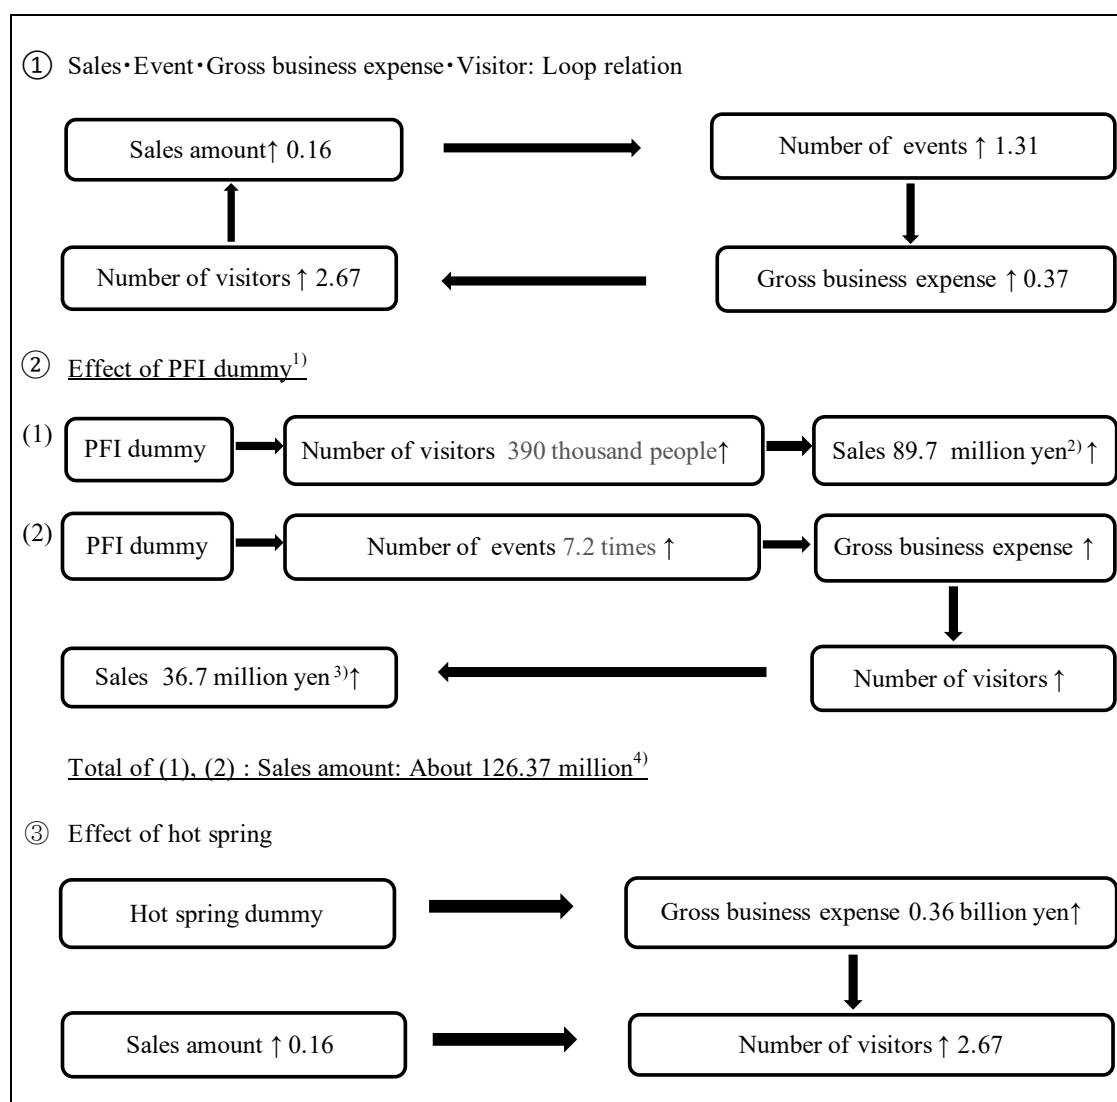 ① Sales･Event･Gross business expense･Visitor: Loop relation
Sales amount↑ 0.16
Number of events ↑ 1.31
Number of visitors ↑ 2.67
Gross business expense ↑ 0.37
② Effect of PFI dummy1)
(1) PFI dummy
Number of visitors 390 thousand people↑
Sales 89.7 million yen2) ↑
(2) PFI dummy
Number of events 7.2 times ↑
Gross business expense ↑
Sales 36.7 million yen3)↑
Number of visitors ↑
Total of (1), (2) : Sales amount: About 126.37 million4)
③ Effect of hot spring
Hot spring dummy
Gross business expense 0.36 billion yen↑
Sales amount ↑ 0.16
Number of visitors ↑ 2.67